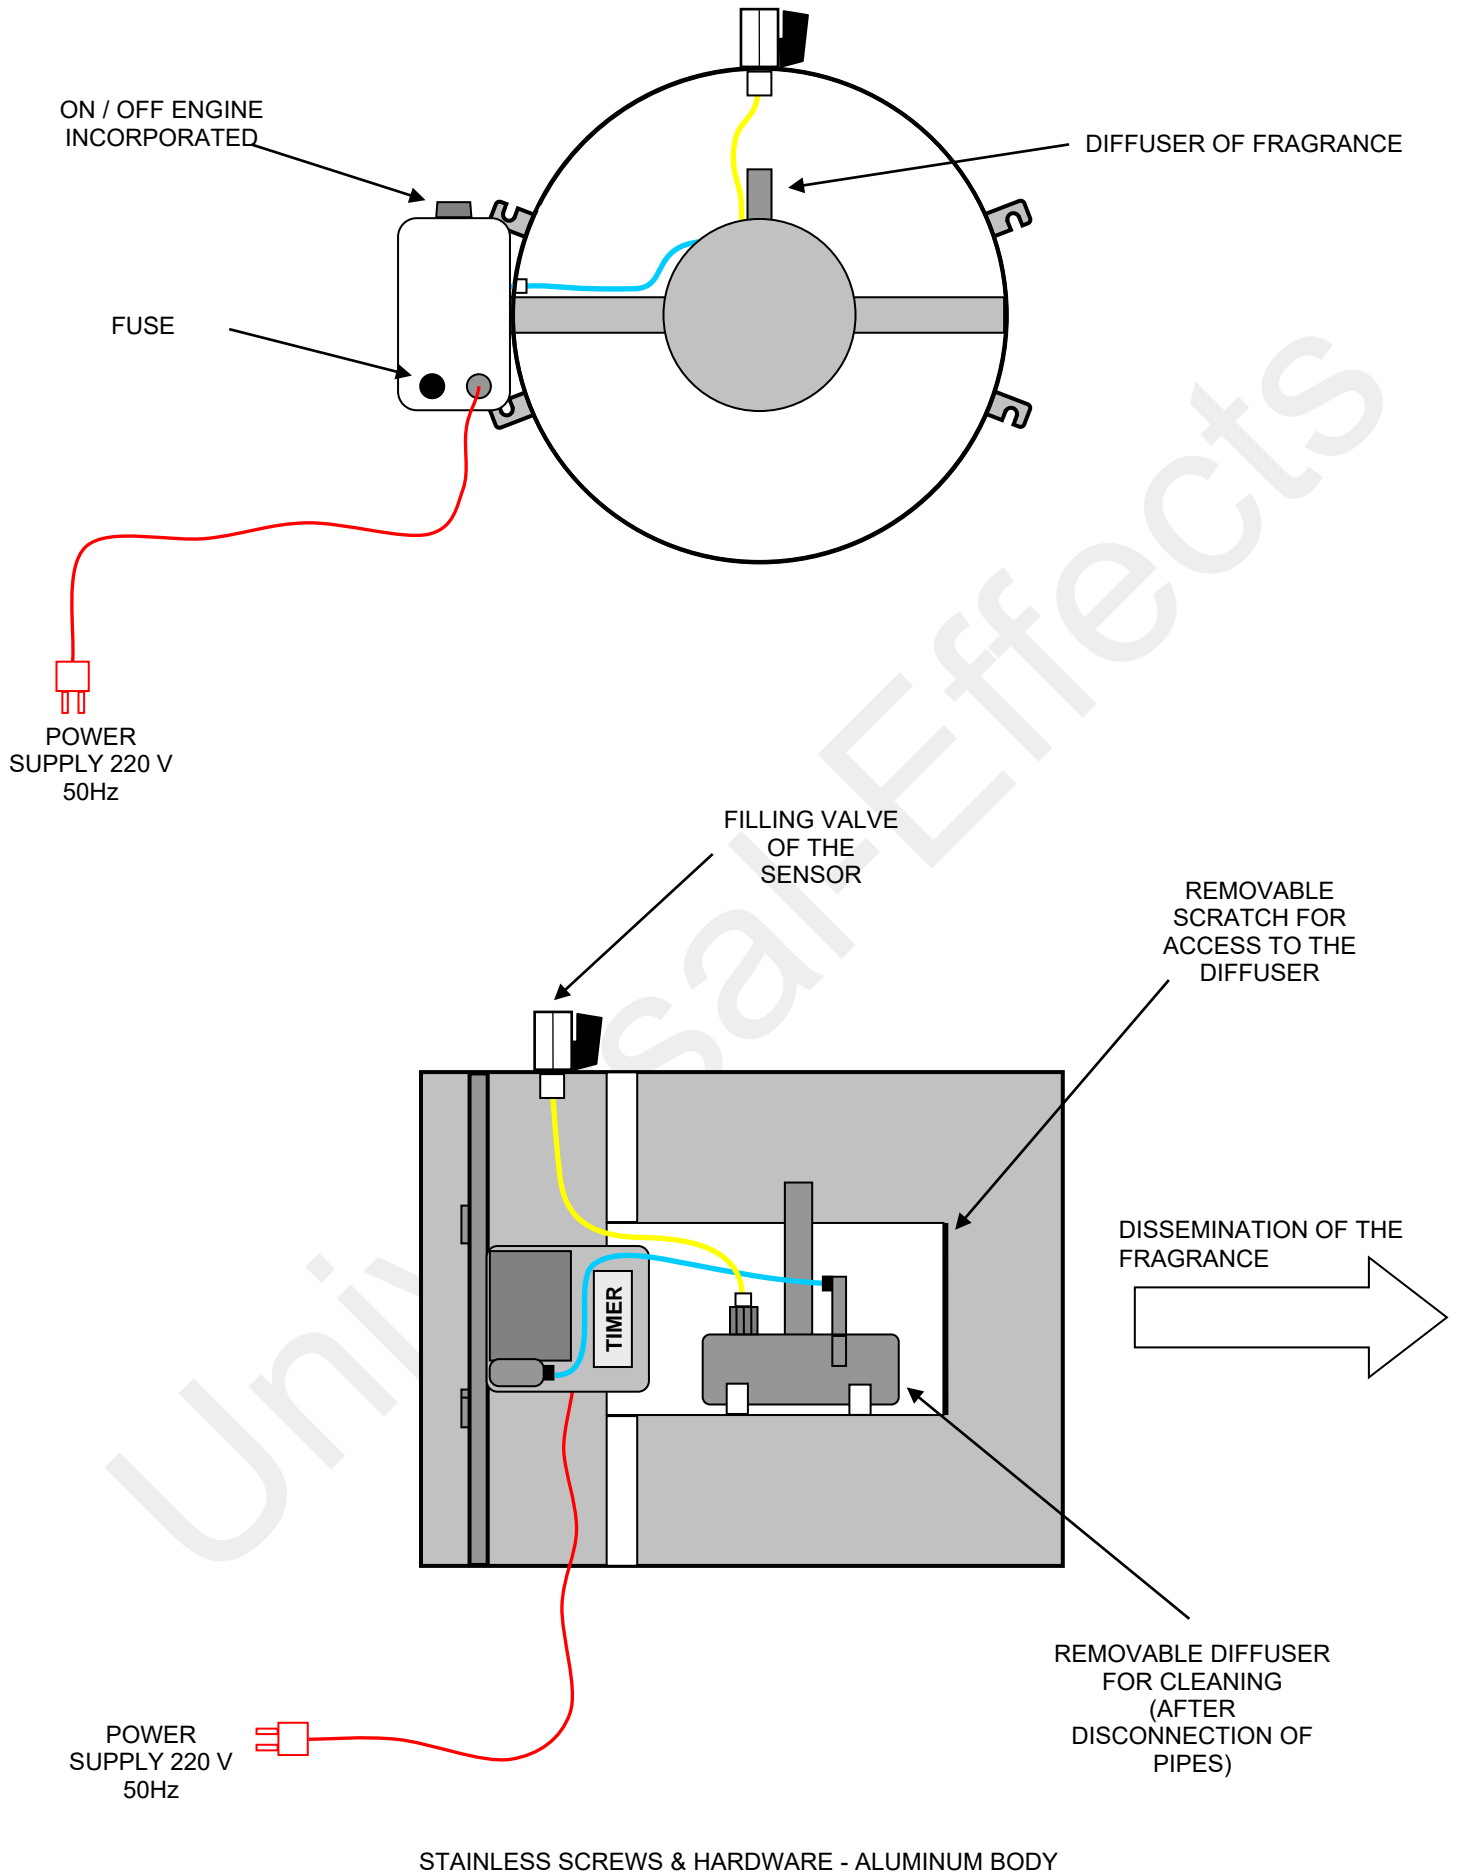 ON / OFF ENGINE
INCORPORATED
DIFFUSER OF FRAGRANCE
FUSE
POWER
SUPPLY 220 V
50Hz
FILLING VALVE
OF THE
SENSOR
REMOVABLE
SCRATCH FOR
ACCESS TO THE
DIFFUSER
DISSEMINATION OF THE
FRAGRANCE
TIMER
REMOVABLE DIFFUSER
FOR CLEANING
(AFTER
DISCONNECTION OF
PIPES)
POWER
SUPPLY 220 V
50Hz
STAINLESS SCREWS & HARDWARE - ALUMINUM BODY